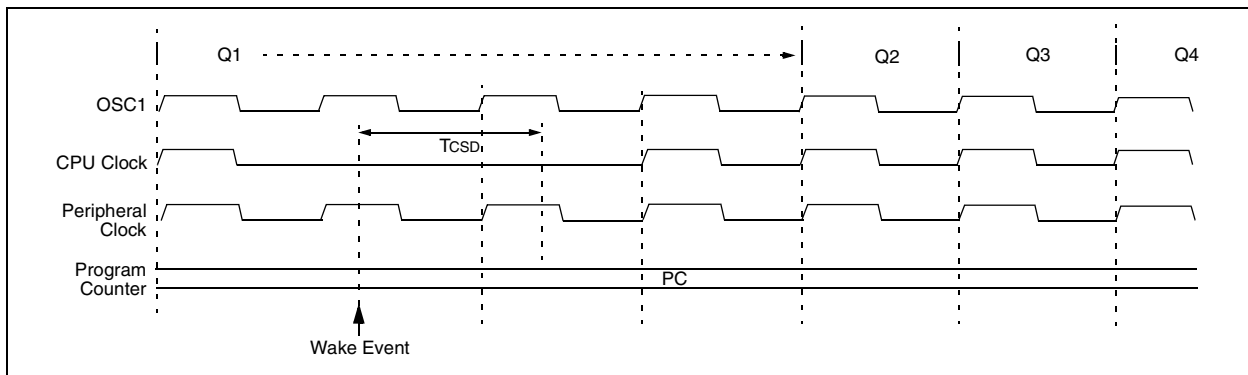 Q1
Q2
Q3
Q4
OSC1
TCSD
CPU Clock
Peripheral
Clock
Program
Counter
PC
Wake Event